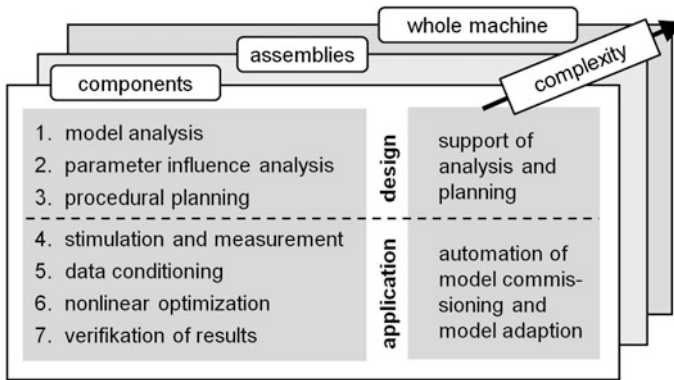 whole machine
assemblies
components
complexity
1. model analysis
2. parameter influence analysis
3. procedural planning
design
support of
analysis and
planning
4. stimulation and measurement
5. data conditioning
6. nonlinear optimization
7. verifikation of results
application
automation of
model commis-
sioning and
model adaption